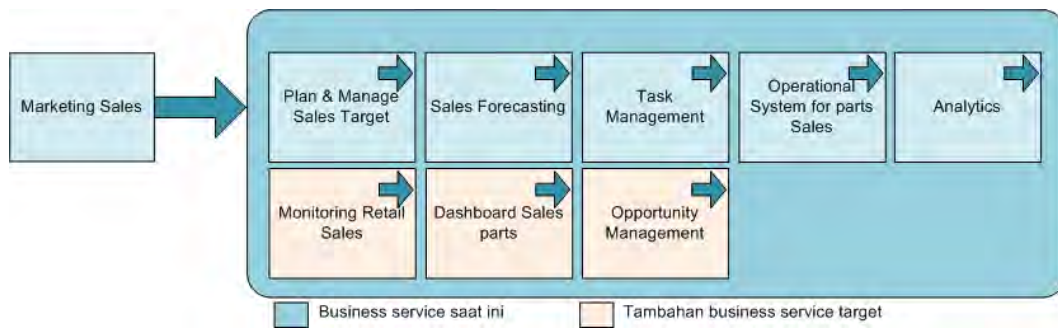 Marketing Sales
Plan & Manage
Sales Target
Sales Forecasting
Task
Management
Operational
System for parts
Sales
Analytics
Monitoring Retail
Sales
Dashboard Sales
parts
Opportunity
Management
Business service saat ini
Tambahan business service target